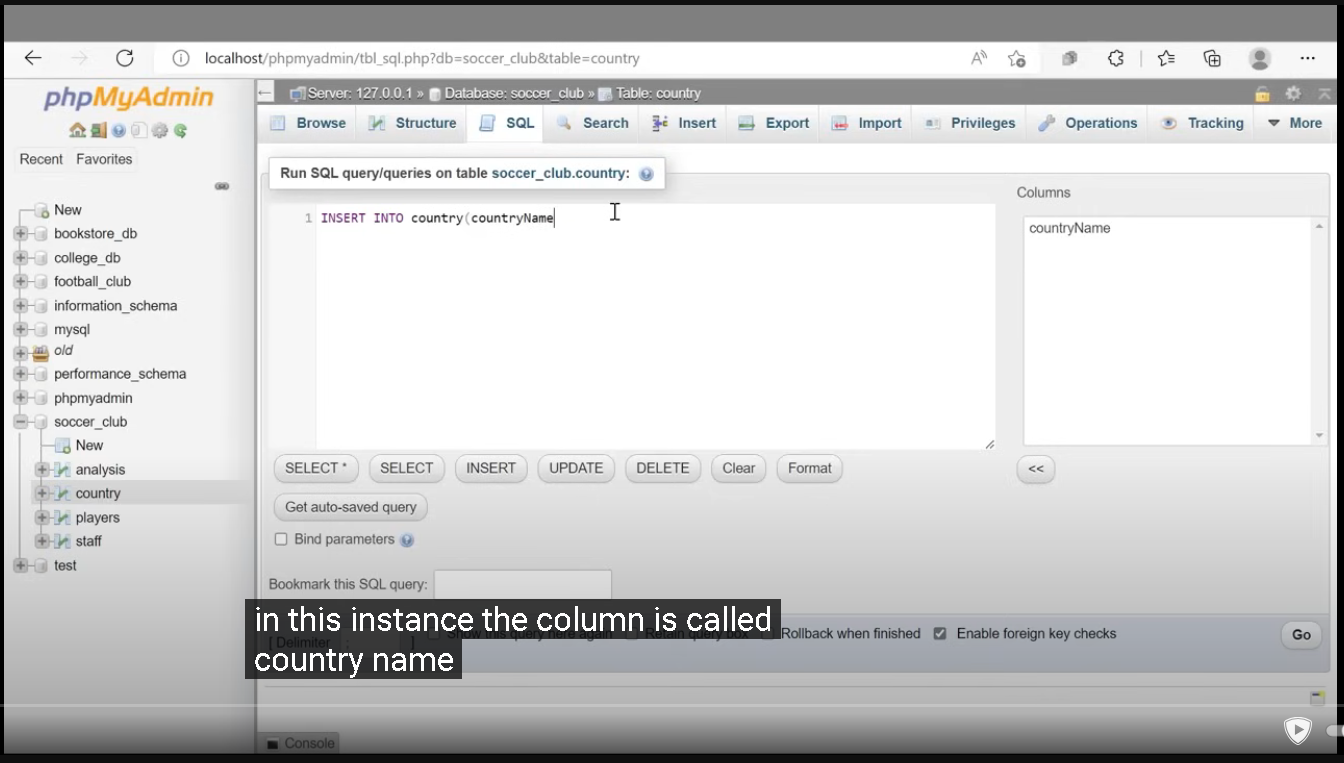 localhost/phpmyadmin/tbl_sql.php?db=soccer_club&table=country
phpMyAdmin
Recent Favorites
New
bookstore_db
college_db
football_club
information_schema
mysql
old
performance_schema
phpmyadmin
soccer_club
New
analysis
country
players
staff
test
Server: 127.0.0.1 » Database: soccer_club » Table: country
Browse Structure SQL Search Insert Export Import Privileges Operations Tracking More
Run SQL query/queries on table soccer_club.country:
1 INSERT INTO country(countryName
Columns
countryName
SELECT * SELECT INSERT UPDATE DELETE Clear Format
<<
Get auto-saved query
Bind parameters
Bookmark this SQL query:
in this instance the column is called
country name
[ Delimiter ; ] Show this query here again Retain query box Rollback when finished Enable foreign key checks Go
Console